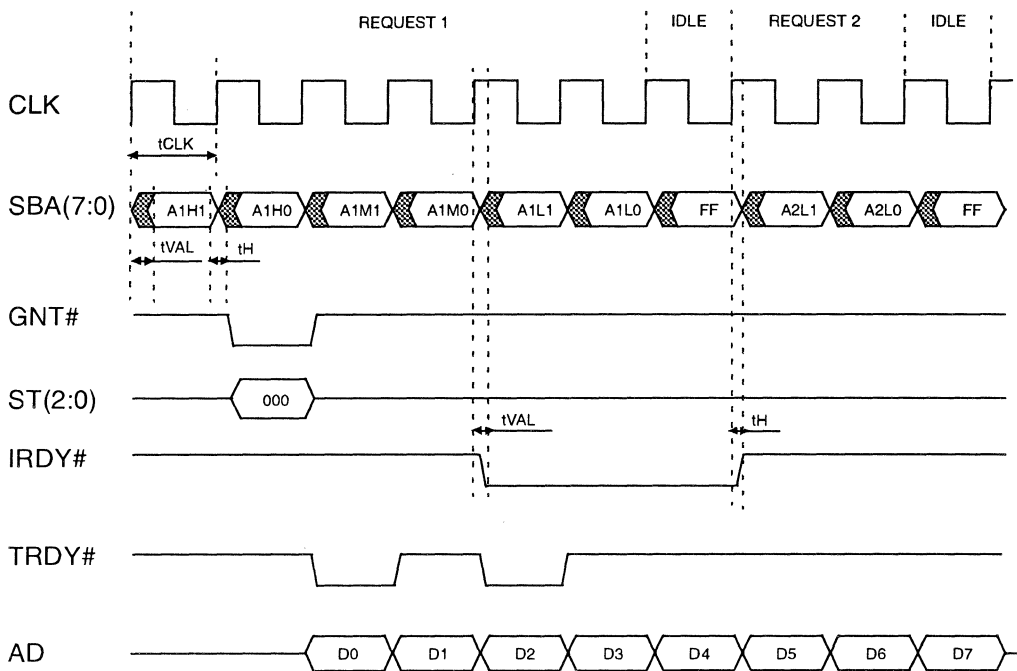 REQUEST 1 IDLE REQUEST 2 IDLE
CLK
tCLK
SBA(7:0) A1H1 A1H0 A1M1 A1M0 A1L1 A1L0 FF A2L1 A2L0 FF
tVAL tH
GNT#
ST(2:0) 000
tVAL tH
IRDY#
TRDY#
AD D0 D1 D2 D3 D4 D5 D6 D7